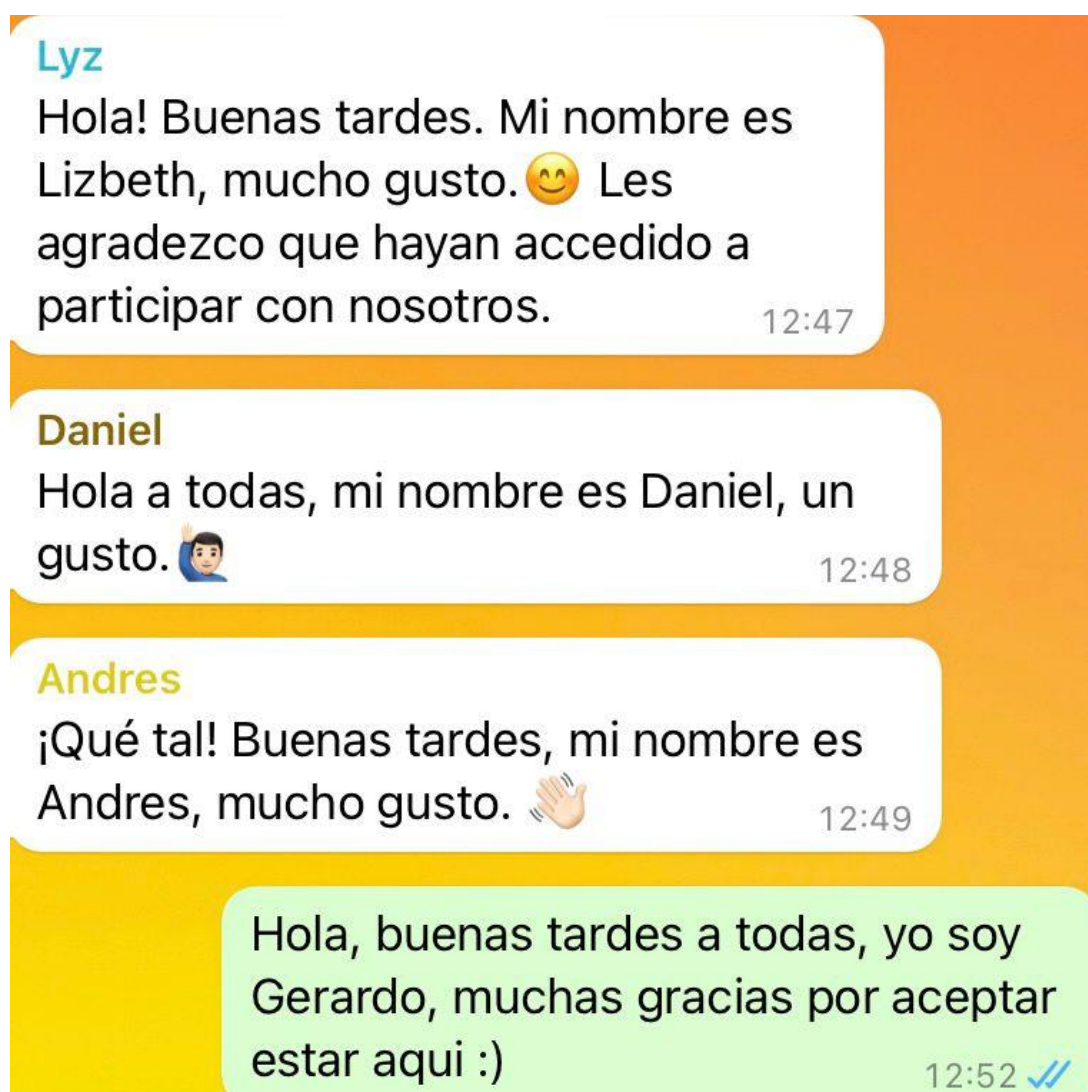 Lyz
Hola! Buenas tardes. Mi nombre es
Lizbeth, mucho gusto.😊 Les
agradezco que hayan accedido a
participar con nosotros.
12:47
Daniel
Hola a todas, mi nombre es Daniel, un
gusto.🙋🏻‍♂️
12:48
Andres
¡Qué tal! Buenas tardes, mi nombre es
Andres, mucho gusto. 👋🏻
12:49
Hola, buenas tardes a todas, yo soy
Gerardo, muchas gracias por aceptar
estar aqui :)
12:52